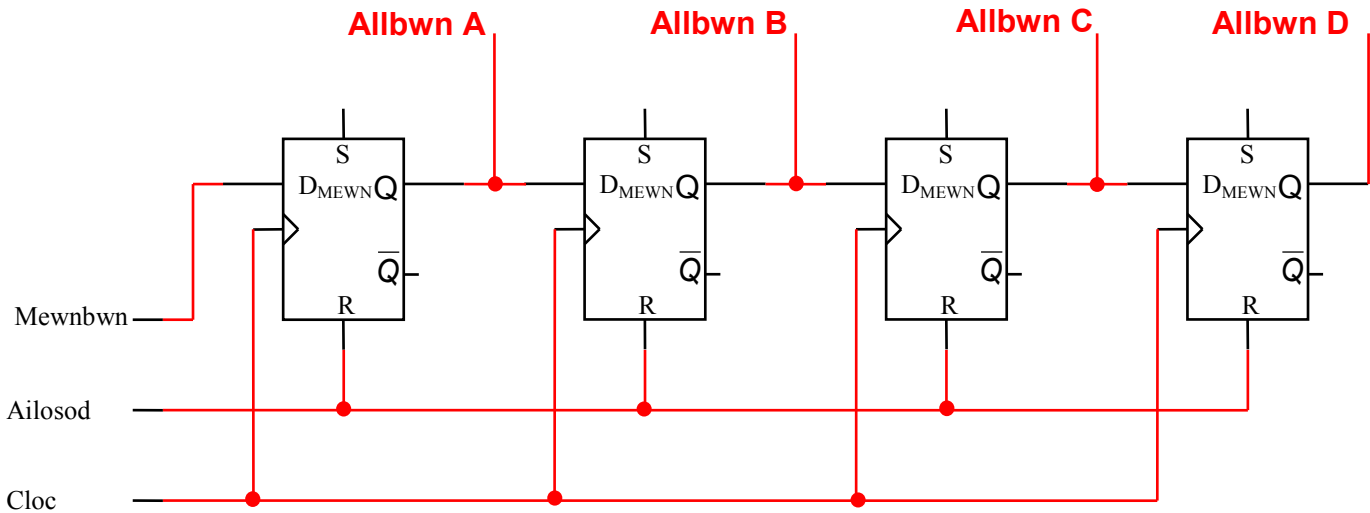 Allbwn A Allbwn B Allbwn C Allbwn D
S S S S
DMEWN Q DMEWN Q DMEWN Q DMEWN Q
Q̅ Q̅ Q̅ Q̅
R R R R
Mewnbwn
Ailosod
Cloc